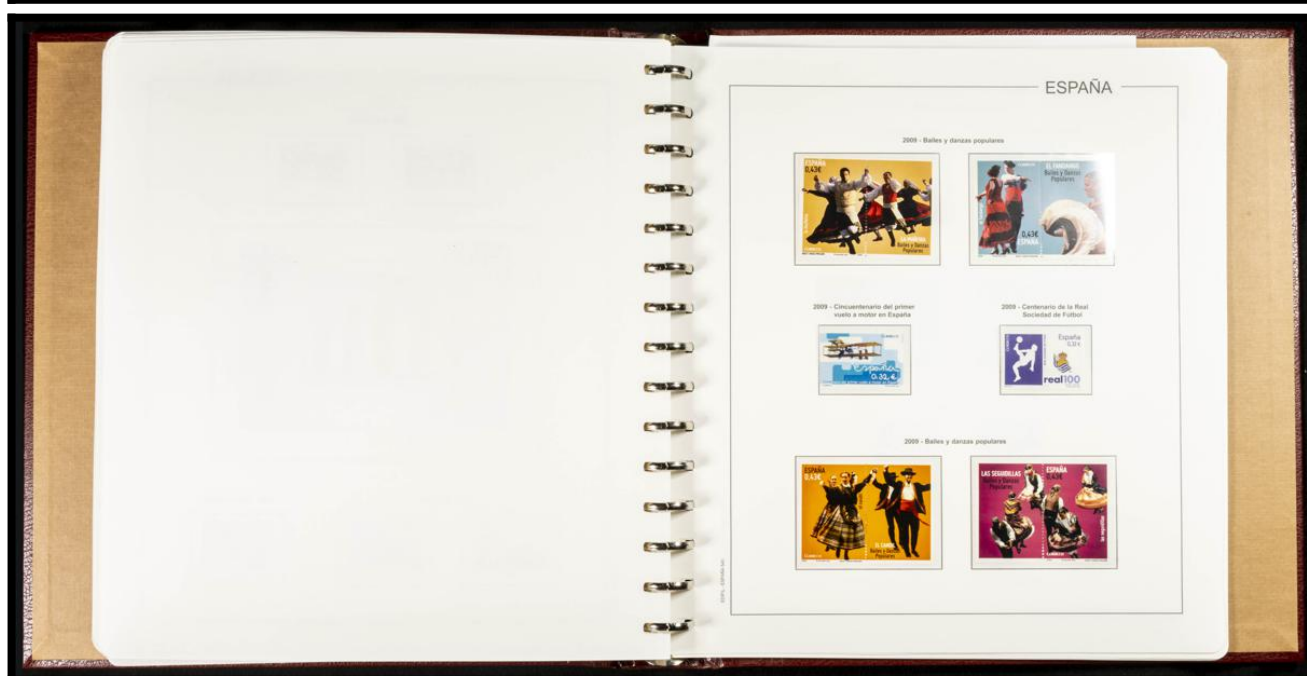 ESPAÑA
2009 - Bailes y danzas populares
ESPAÑA
0,43€
Bailes y Danzas
Populares
EL FANDANGO
Bailes y Danzas
Populares
0,43€
ESPAÑA
2009 - Cincuentenario del primer
vuelo a motor en España
2009 - Centenario de la Real
Sociedad de Fútbol
España
0.32 €
España
real100
2009 - Bailes y danzas populares
ESPAÑA
0,43€
Bailes y Danzas
Populares
LAS SEGUIDILLAS
Bailes y Danzas
Populares
ESPAÑA
0,43€